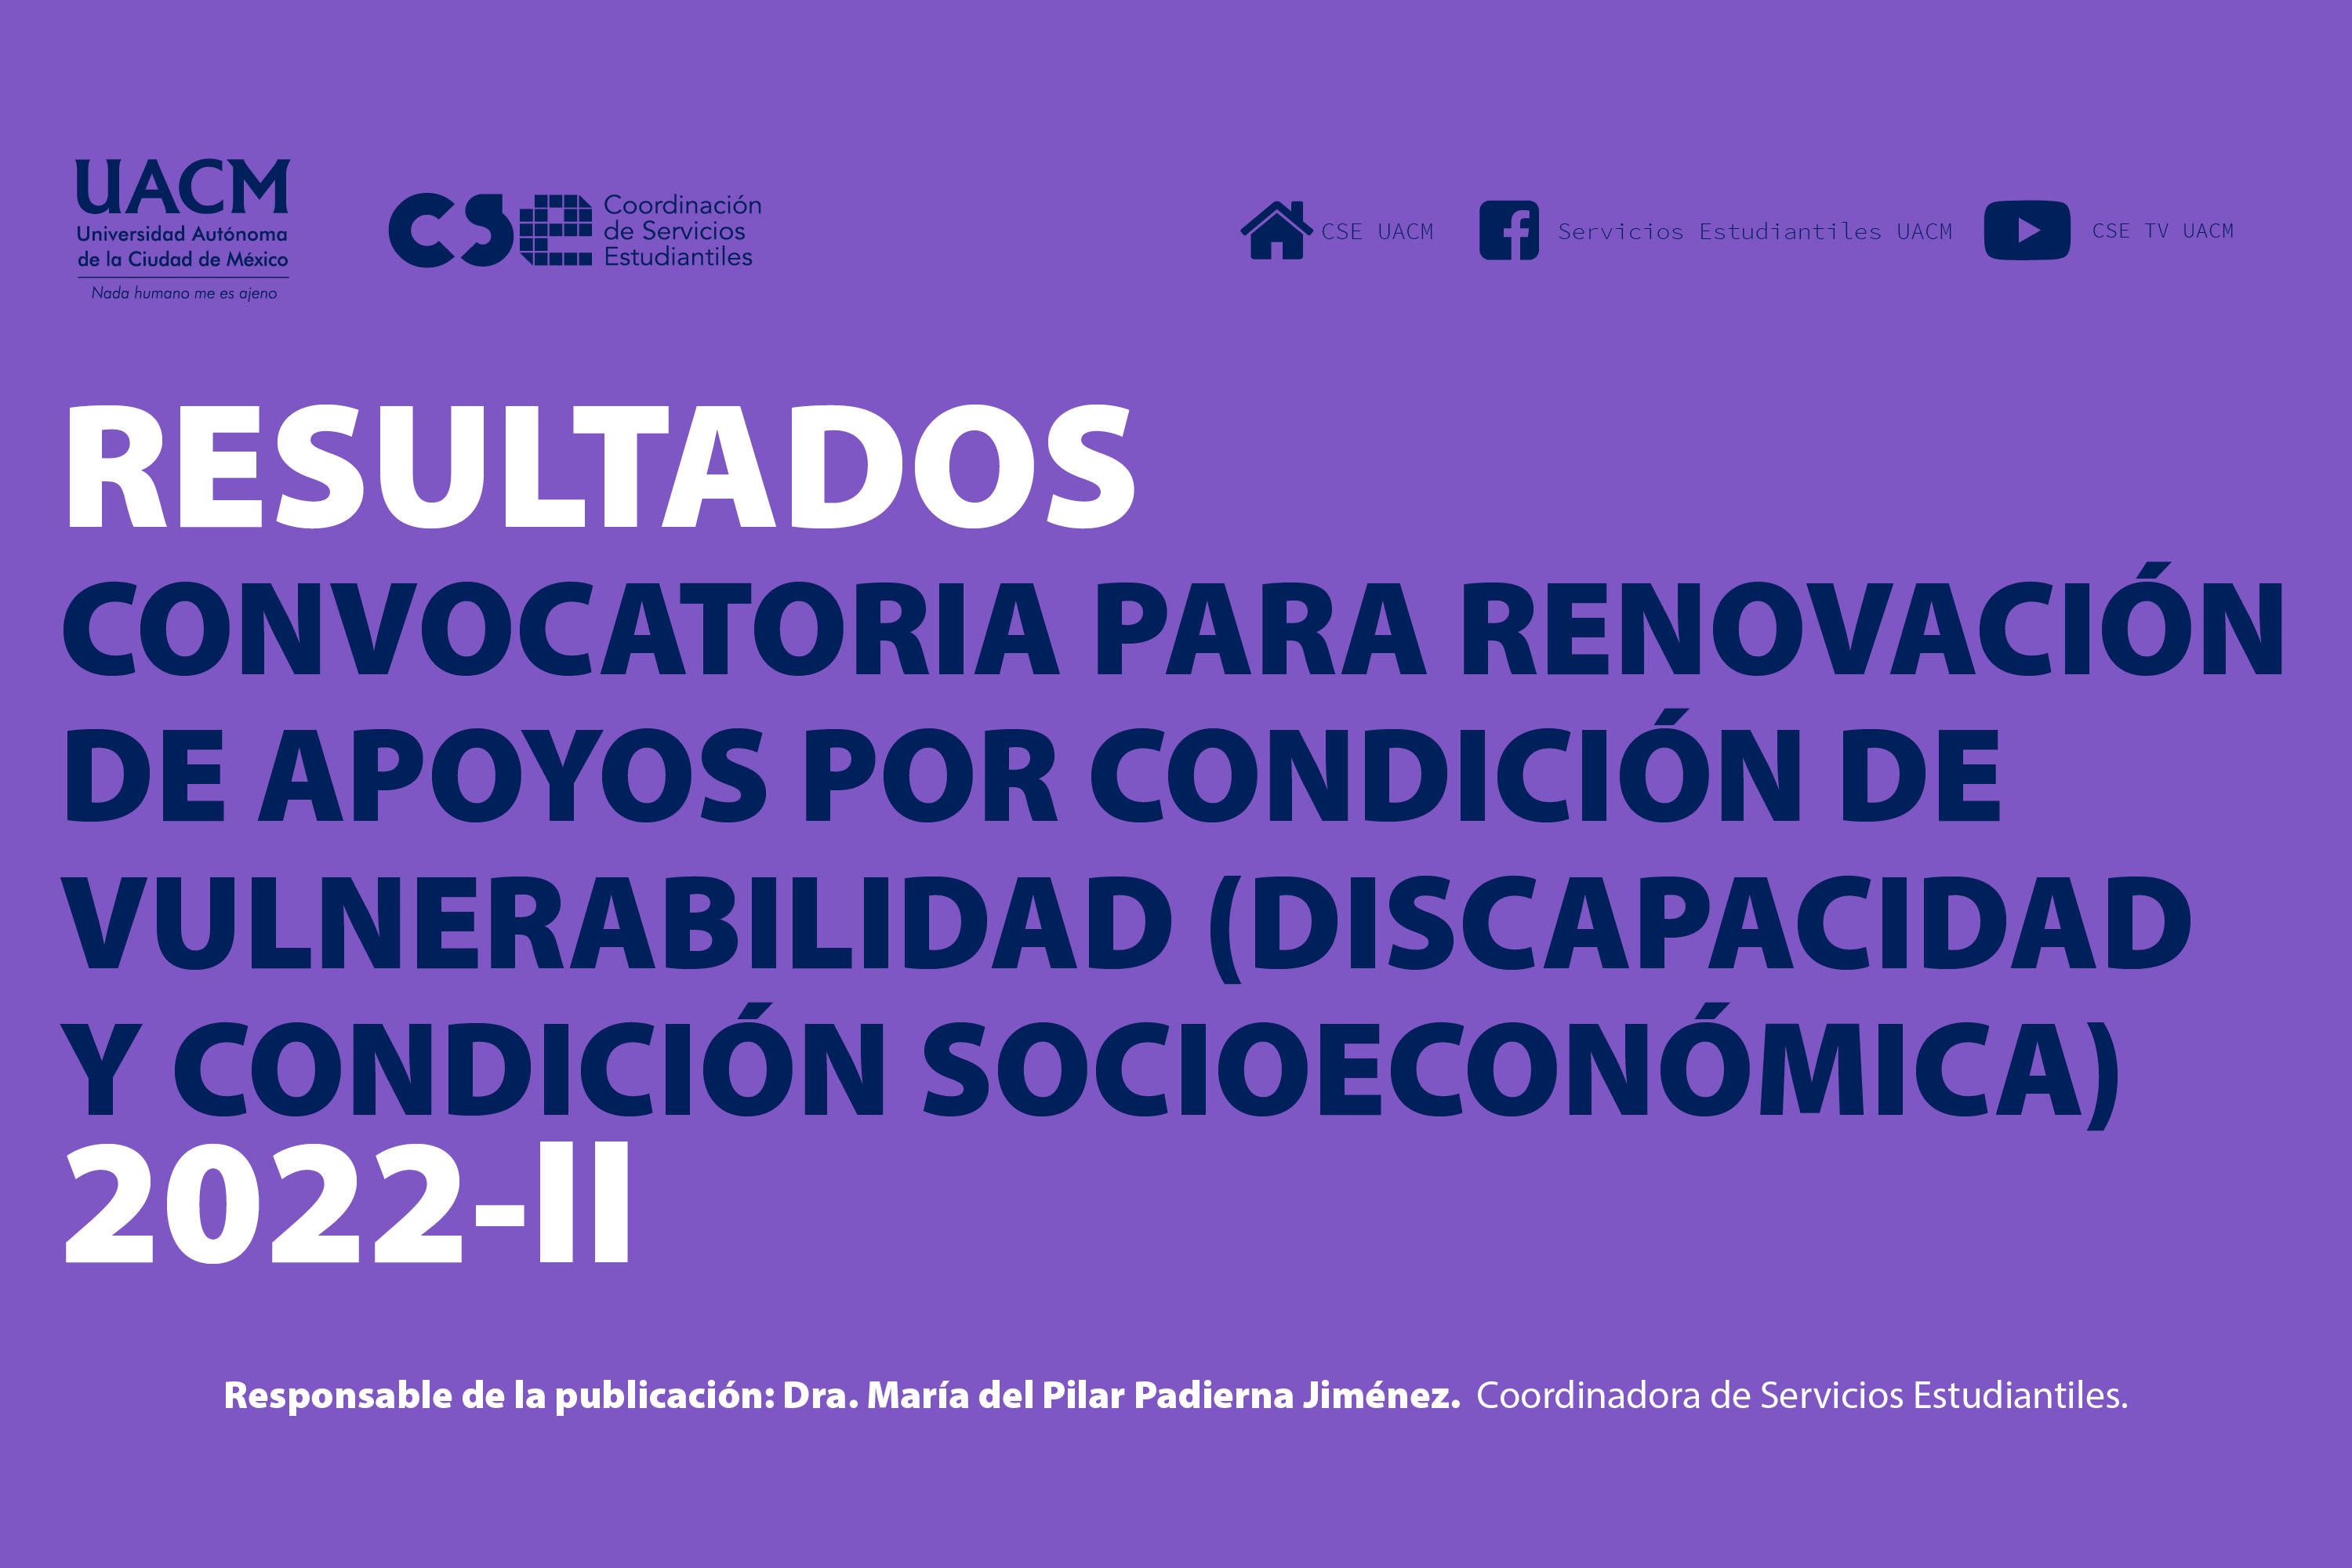 UACM
Universidad Autónoma
de la Ciudad de México
Nada humano me es ajeno
cse
Coordinación
de Servicios
Estudiantiles
CSE UACM
Servicios Estudiantiles UACM
CSE TV UACM
RESULTADOS
CONVOCATORIA PARA RENOVACIÓN
DE APOYOS POR CONDICIÓN DE
VULNERABILIDAD (DISCAPACIDAD
Y CONDICIÓN SOCIOECONÓMICA)
2022-II
Responsable de la publicación: Dra. María del Pilar Padierna Jiménez. Coordinadora de Servicios Estudiantiles.